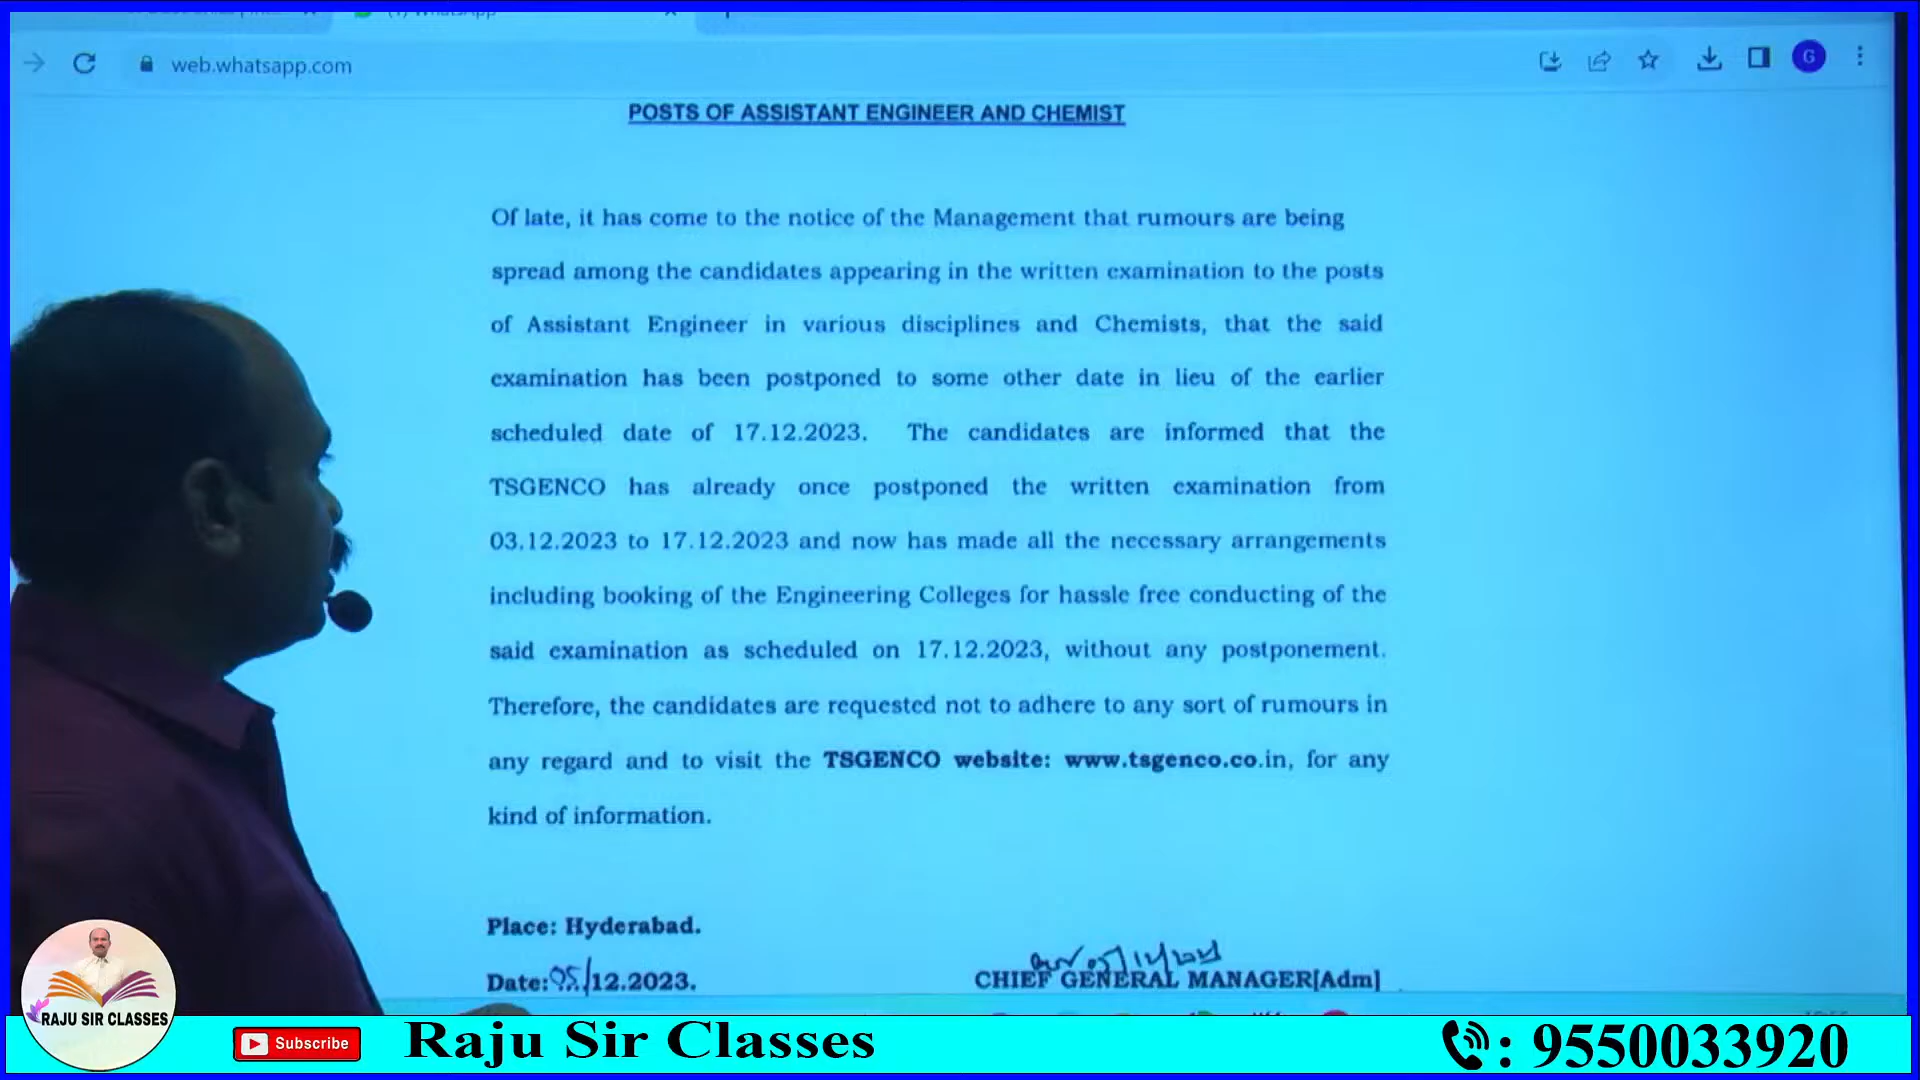 web.whatsapp.com
G
POSTS OF ASSISTANT ENGINEER AND CHEMIST
Of late, it has come to the notice of the Management that rumours are being
spread among the candidates appearing in the written examination to the posts
of Assistant Engineer in various disciplines and Chemists, that the said
examination has been postponed to some other date in lieu of the earlier
scheduled date of 17.12.2023. The candidates are informed that the
TSGENCO has already once postponed the written examination from
03.12.2023 to 17.12.2023 and now has made all the necessary arrangements
including booking of the Engineering Colleges for hassle free conducting of the
said examination as scheduled on 17.12.2023, without any postponement.
Therefore, the candidates are requested not to adhere to any sort of rumours in
any regard and to visit the TSGENCO website: www.tsgenco.co.in, for any
kind of information.
Place: Hyderabad.
Date:05/12.2023.
CHIEF GENERAL MANAGER[Adm]
RAJU SIR CLASSES
Subscribe
Raju Sir Classes
: 9550033920